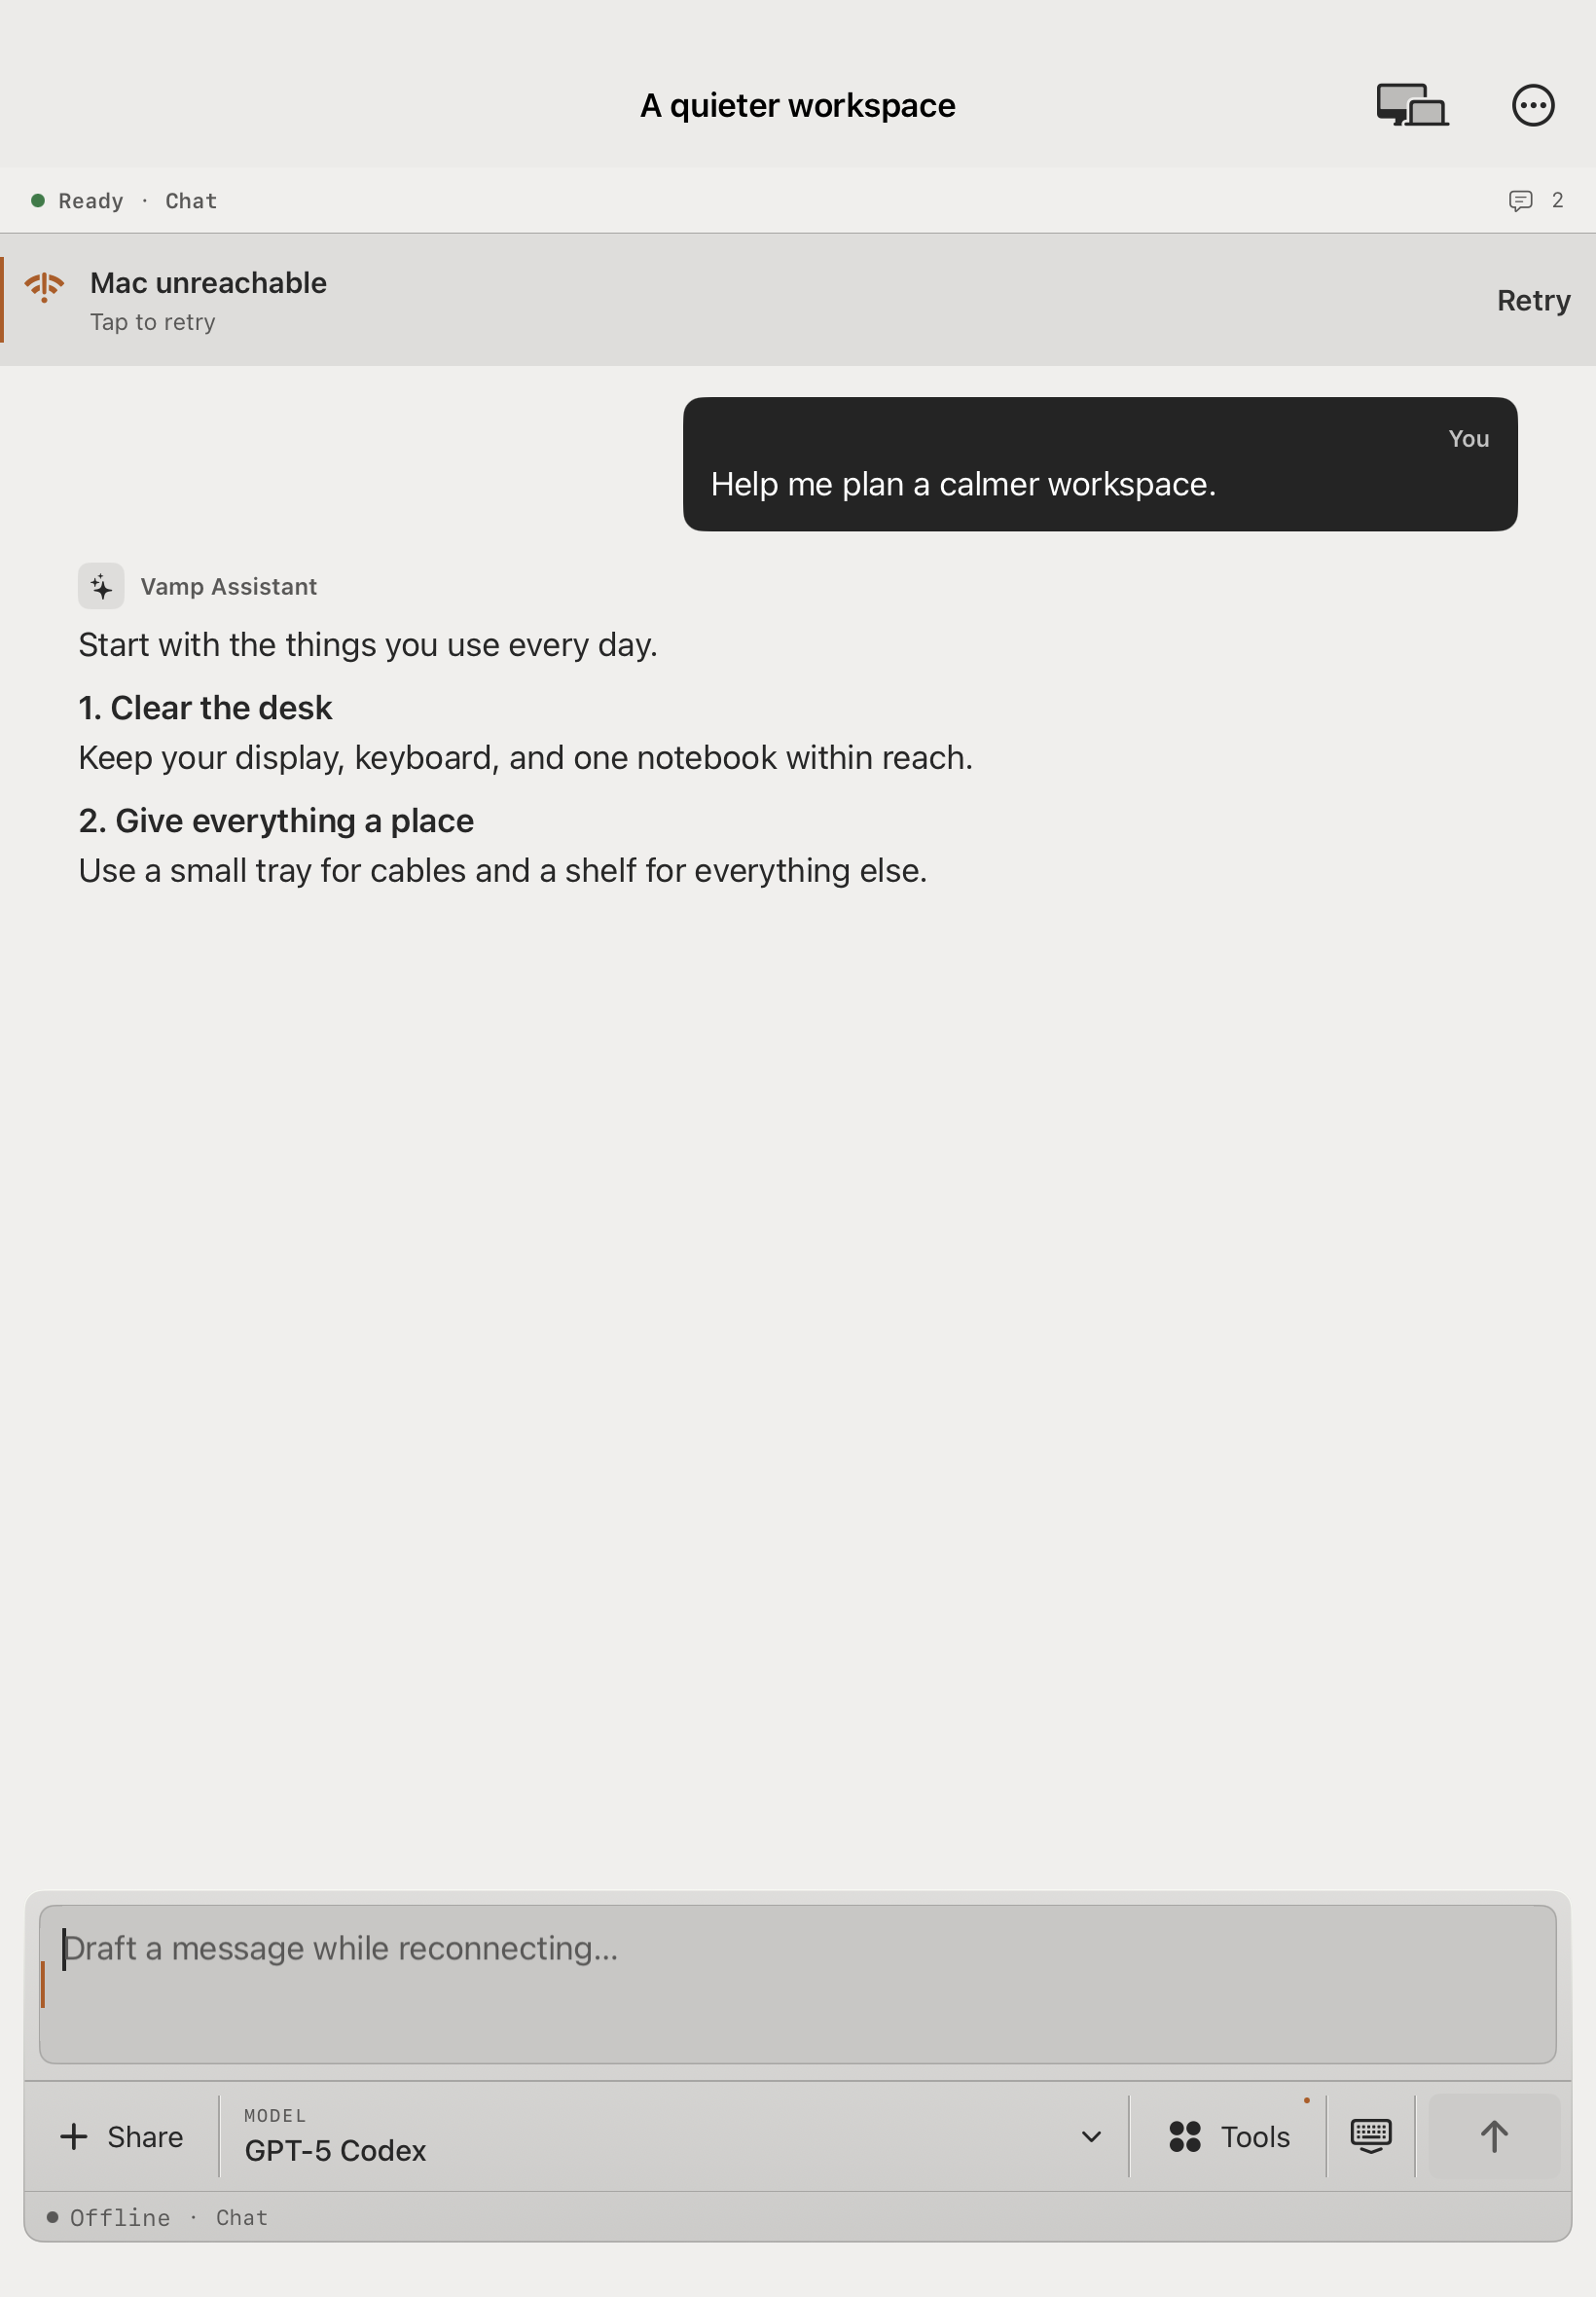 A quieter workspace
Ready · Chat
2
Mac unreachable
Tap to retry
Retry
You
Help me plan a calmer workspace.
Vamp Assistant
Start with the things you use every day.
1. Clear the desk
Keep your display, keyboard, and one notebook within reach.
2. Give everything a place
Use a small tray for cables and a shelf for everything else.
Draft a message while reconnecting...
Share
MODEL
GPT-5 Codex
Tools
Offline · Chat